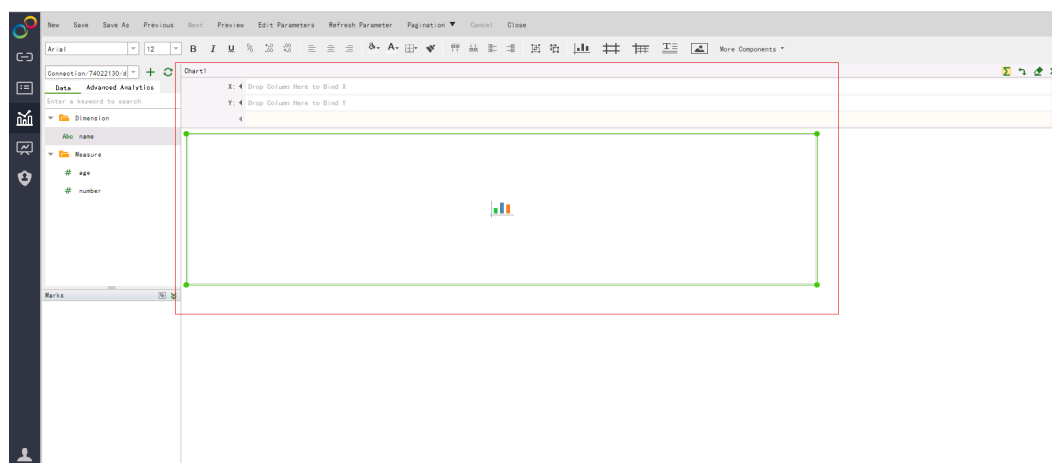 New Save Save As Previous Next Preview Edit Parameters Refresh Parameter Pagination ▼ Cancel Close
Arial 12 B I U % More Components
Connection/74022130/d
Chart1
Data Advanced Analytics
X: Drop Column Here to Bind X
Enter a keyword to search.
Y: Drop Column Here to Bind Y
Dimension
Abc name
Measure
# age
# number
Marks